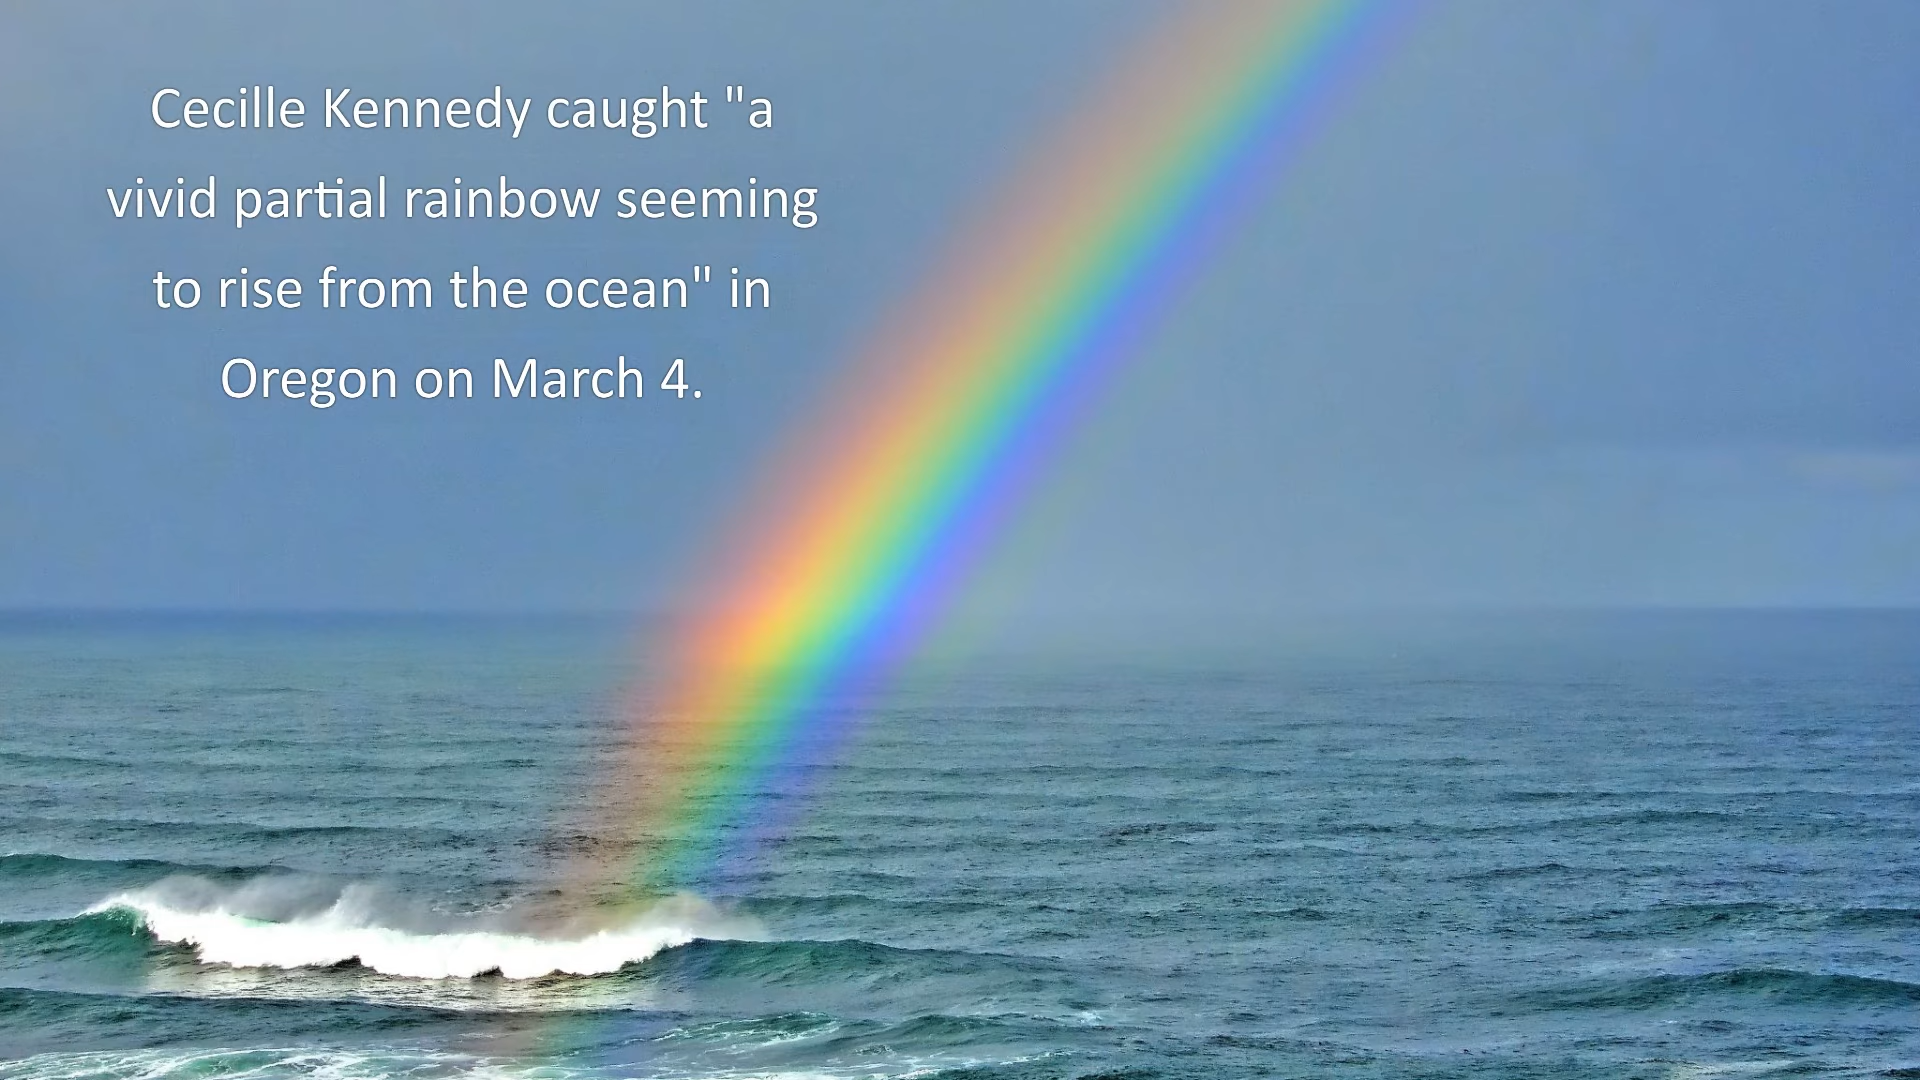 Cecille Kennedy caught "a
vivid partial rainbow seeming
to rise from the ocean" in
Oregon on March 4.